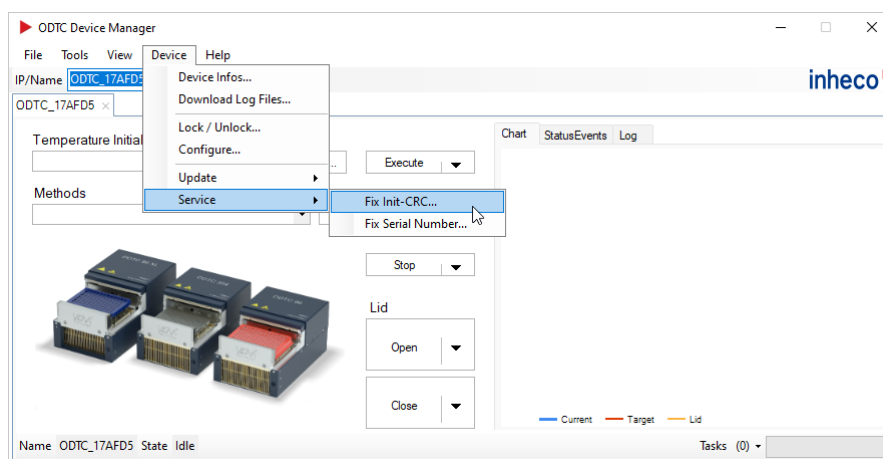 ODTC Device Manager
File Tools View Device Help
IP/Name ODTC_17AFD5
inheco
ODTC_17AFD5
Device Infos...
Download Log Files...
Lock / Unlock...
Configure...
Update
Service
Fix Init-CRC...
Fix Serial Number...
Temperature Initial
... Execute
Methods
Stop
Lid
Open
Close
Chart StatusEvents Log
Current Target Lid
Name ODTC_17AFD5 State Idle
Tasks (0)